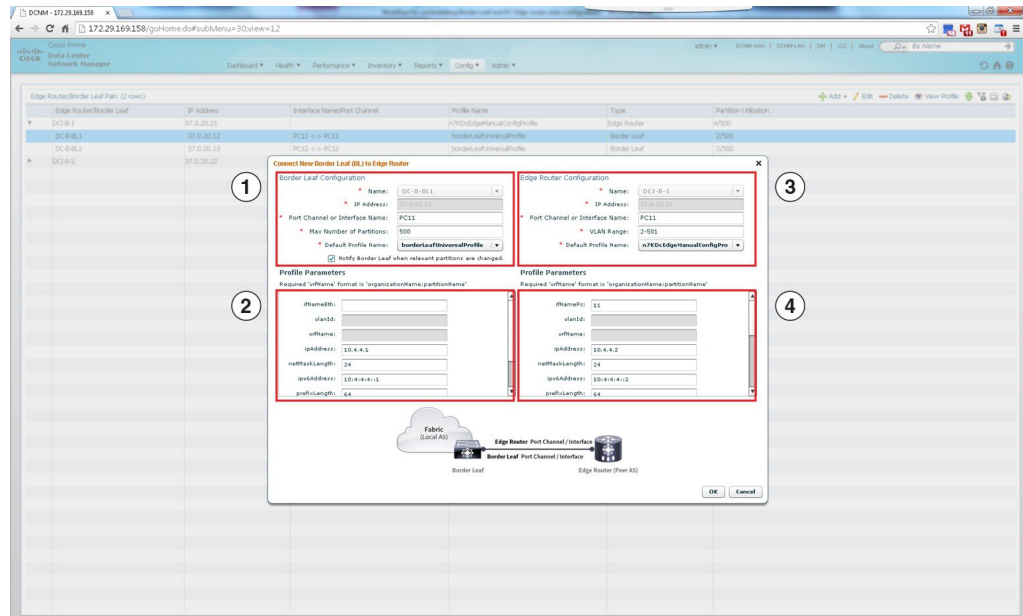 DCNM - 172.29.169.158
172.29.169.158/goHome.do#subMenu=30;view=12
Cisco Prime
Data Center
Network Manager
cisco
Dashboard Health Performance Inventory Reports Config Admin
admin DCNM-SAN | DCNM-LAN | DM | CLI | About By Name
Edge Router/Border Leaf Pairs (2 rows)
Add Edit Delete View Profile
Edge Router/Border Leaf IP Address Interface Name/Port Channel Profile Name Type Partition Utilization
DCI-B-1 37.0.20.21 n7KDcEdgeManualConfigProfile Edge Router 4/500
DC-B-BL1 37.0.20.12 PC11 <-> PC11 borderLeafUniversalProfile Border Leaf 2/500
DC-B-BL2 37.0.20.13 PC12 <-> PC12 borderLeafUniversalProfile Border Leaf 2/500
DCI-B-2 37.0.20.22
Connect New Border Leaf (BL) to Edge Router
1
Border Leaf Configuration
* Name: DC-B-BL1
* IP Address:
* Port Channel or Interface Name: PC11
* Max Number of Partitions: 500
* Default Profile Name: borderLeafUniversalProfile
Notify Border Leaf when relevant partitions are changed.
3
Edge Router Configuration
* Name: DCI-B-1
* IP Address:
* Port Channel or Interface Name: PC11
* VLAN Range: 2-501
* Default Profile Name: n7KDcEdgeManualConfigPro
Profile Parameters
Required 'vrfName' format is 'organizationName:partitionName'
2
ifNameEth:
vlanId:
vrfName:
ipAddress: 10.4.4.1
netMaskLength: 24
ipv6Address: 10:4:4:4::1
prefixLength: 64
Profile Parameters
Required 'vrfName' format is 'organizationName:partitionName'
4
ifNamePc: 11
vlanId:
vrfName:
ipAddress: 10.4.4.2
netMaskLength: 24
ipv6Address: 10:4:4:4::2
prefixLength: 64
Fabric
(Local AS)
Edge Router Port Channel / Interface
Border Leaf Port Channel / Interface
Border Leaf
Edge Router (Peer AS)
OK Cancel